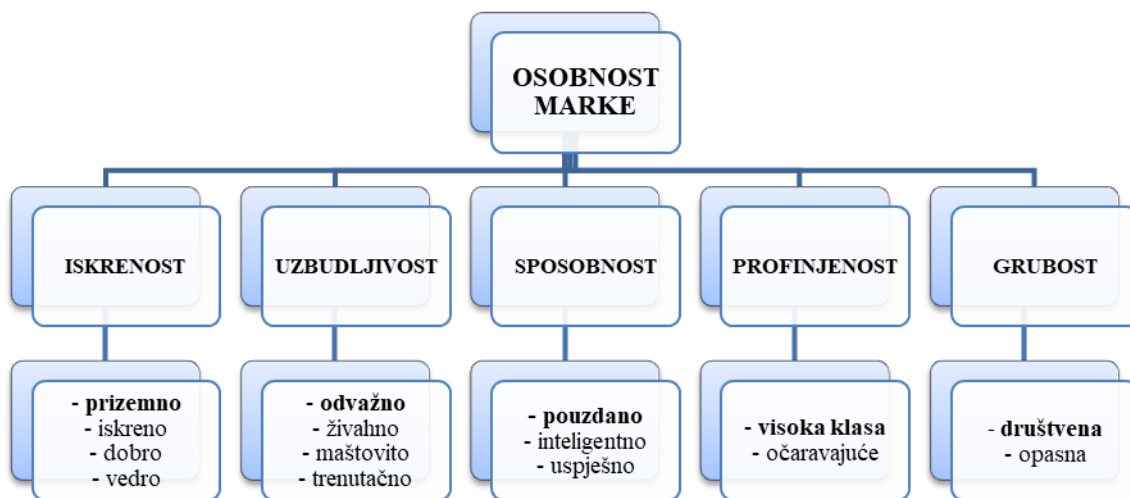 OSOBNOST
MARKE
ISKRENOST
UZBUDLJIVOST
SPOSOBNOST
PROFINJENOST
GRUBOST
- prizemno
- iskreno
- dobro
- vedro
- odvažno
- živahno
- maštovito
- trenutačno
- pouzdano
- inteligentno
- uspješno
- visoka klasa
- očaravajuće
- društvena
- opasna